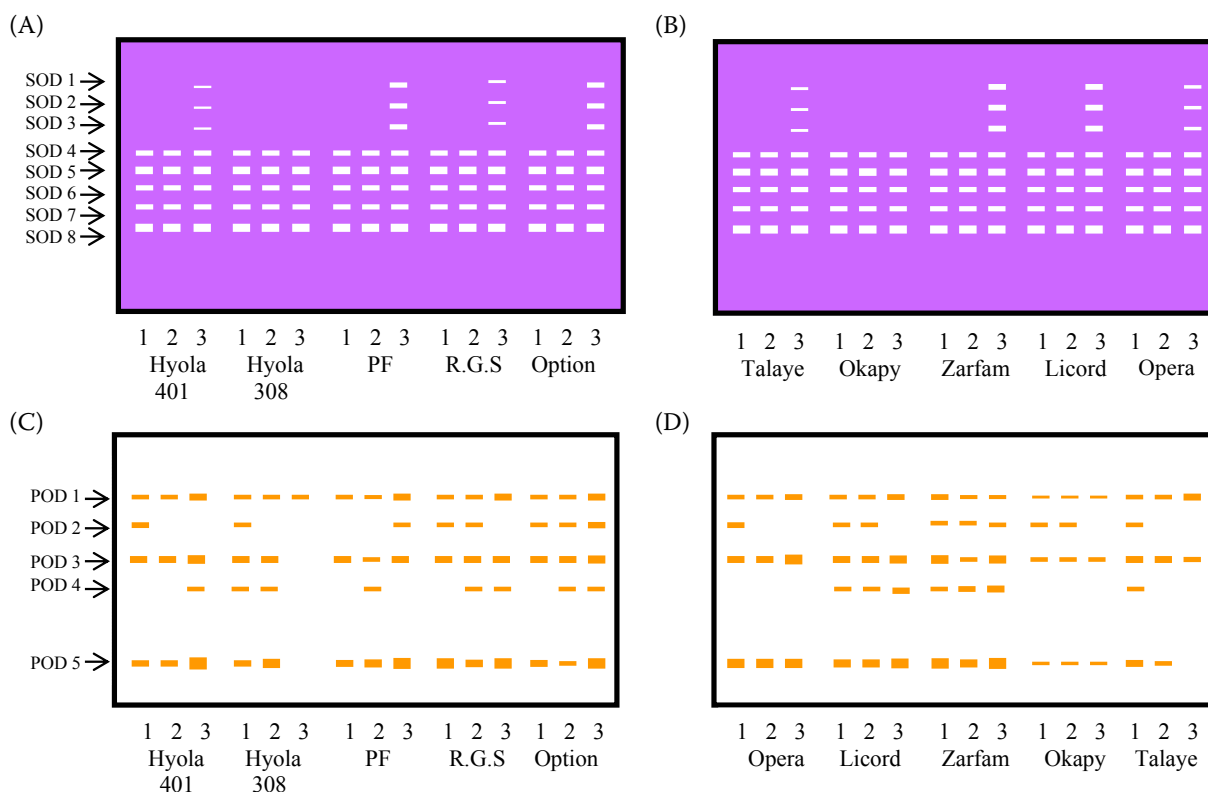 (A)
SOD 1
SOD 2
SOD 3
SOD 4
SOD 5
SOD 6
SOD 7
SOD 8
1 2 3 1 2 3 1 2 3 1 2 3 1 2 3
Hyola 401 Hyola 308 PF R.G.S Option
(B)
1 2 3 1 2 3 1 2 3 1 2 3 1 2 3
Talaye Okapy Zarfam Licord Opera
(C)
POD 1
POD 2
POD 3
POD 4
POD 5
1 2 3 1 2 3 1 2 3 1 2 3 1 2 3
Hyola 401 Hyola 308 PF R.G.S Option
(D)
1 2 3 1 2 3 1 2 3 1 2 3 1 2 3
Opera Licord Zarfam Okapy Talaye